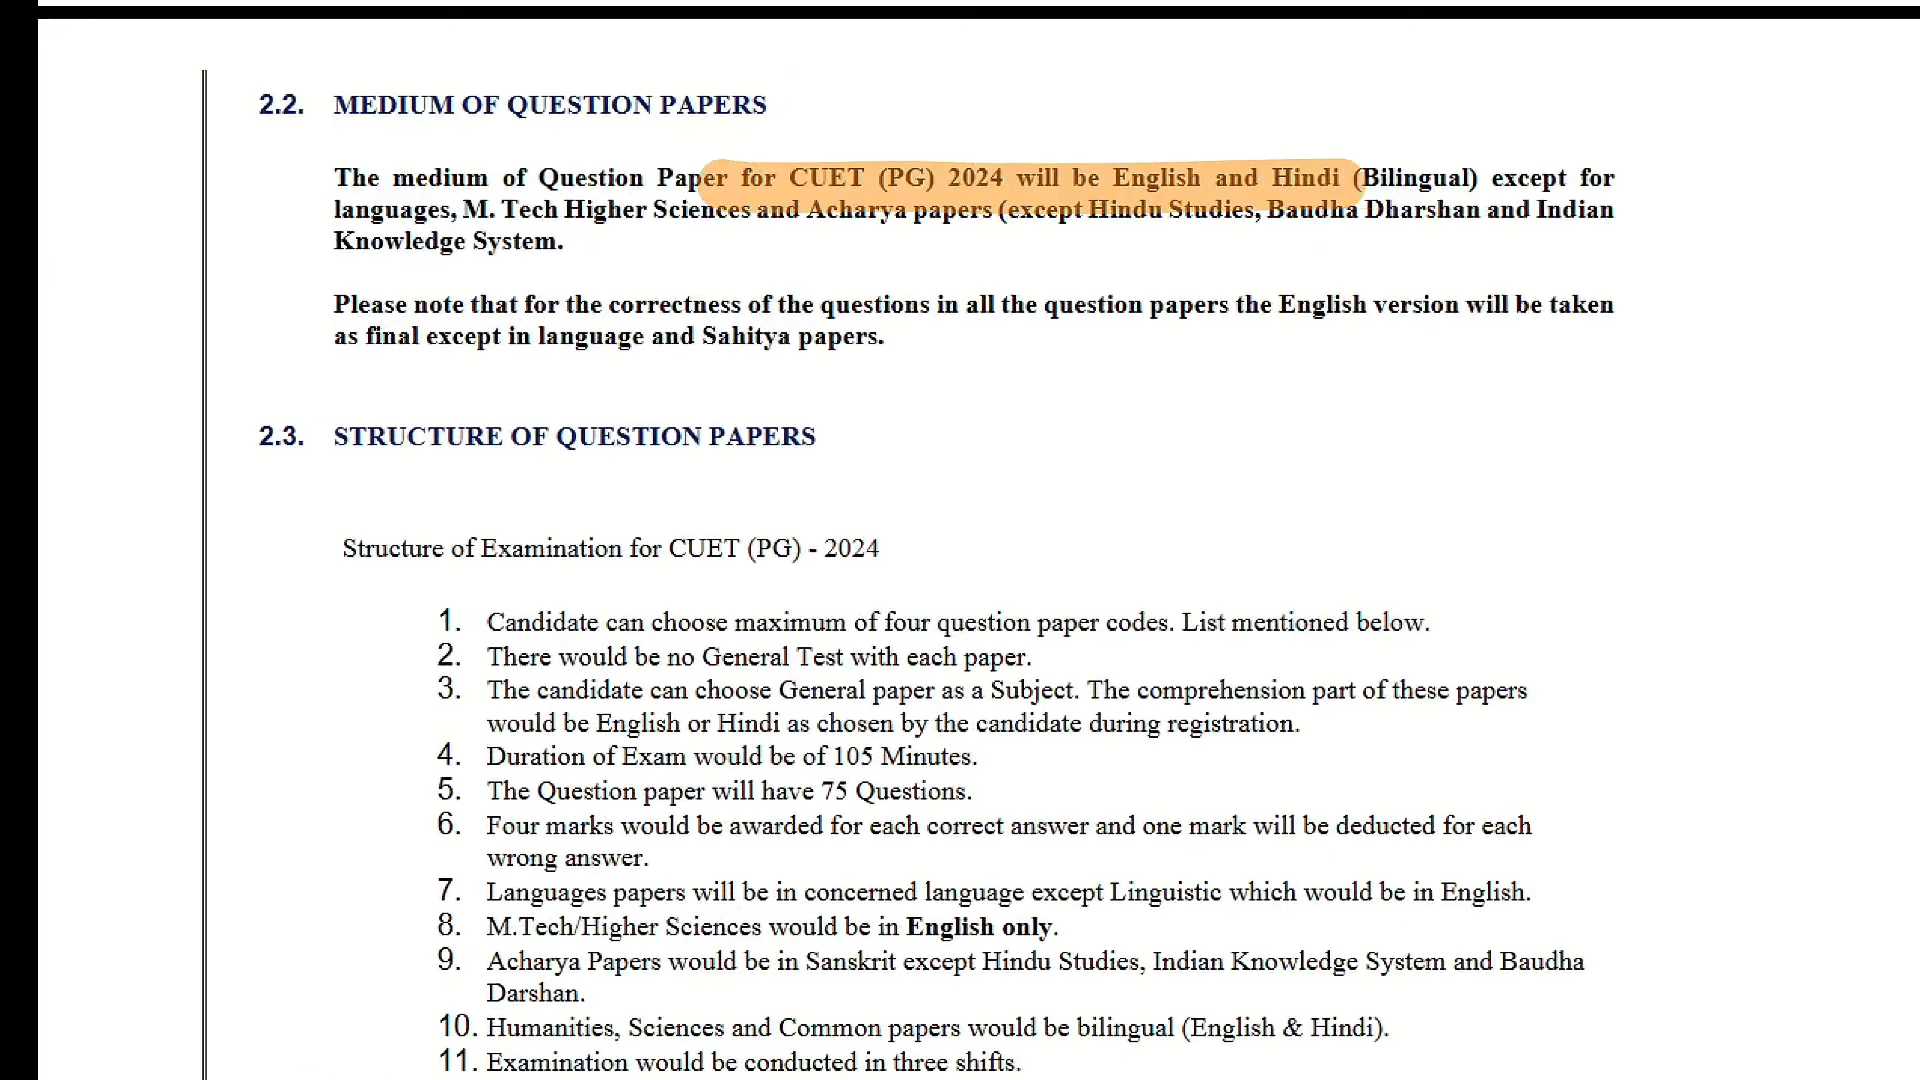 2.2. MEDIUM OF QUESTION PAPERS
The medium of Question Paper for CUET (PG) 2024 will be English and Hindi (Bilingual) except for
languages, M. Tech Higher Sciences and Acharya papers (except Hindu Studies, Baudha Dharshan and Indian
Knowledge System.
Please note that for the correctness of the questions in all the question papers the English version will be taken
as final except in language and Sahitya papers.
2.3. STRUCTURE OF QUESTION PAPERS
Structure of Examination for CUET (PG) - 2024
1. Candidate can choose maximum of four question paper codes. List mentioned below.
2. There would be no General Test with each paper.
3. The candidate can choose General paper as a Subject. The comprehension part of these papers
would be English or Hindi as chosen by the candidate during registration.
4. Duration of Exam would be of 105 Minutes.
5. The Question paper will have 75 Questions.
6. Four marks would be awarded for each correct answer and one mark will be deducted for each
wrong answer.
7. Languages papers will be in concerned language except Linguistic which would be in English.
8. M.Tech/Higher Sciences would be in English only.
9. Acharya Papers would be in Sanskrit except Hindu Studies, Indian Knowledge System and Baudha
Darshan.
10. Humanities, Sciences and Common papers would be bilingual (English & Hindi).
11. Examination would be conducted in three shifts.